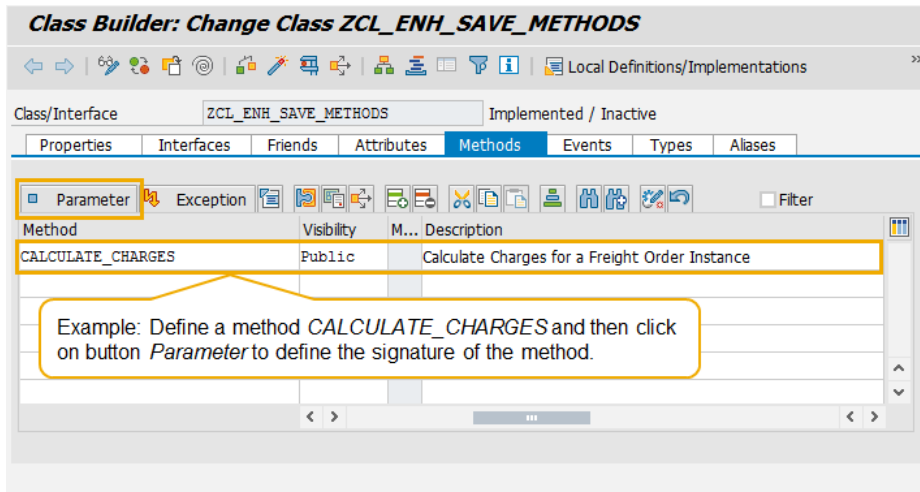 Class Builder: Change Class ZCL_ENH_SAVE_METHODS
Local Definitions/Implementations
Class/Interface ZCL_ENH_SAVE_METHODS Implemented / Inactive
Properties Interfaces Friends Attributes Methods Events Types Aliases
Parameter Exception Filter
Method Visibility M... Description
CALCULATE_CHARGES Public Calculate Charges for a Freight Order Instance
Example: Define a method CALCULATE_CHARGES and then click
on button Parameter to define the signature of the method.